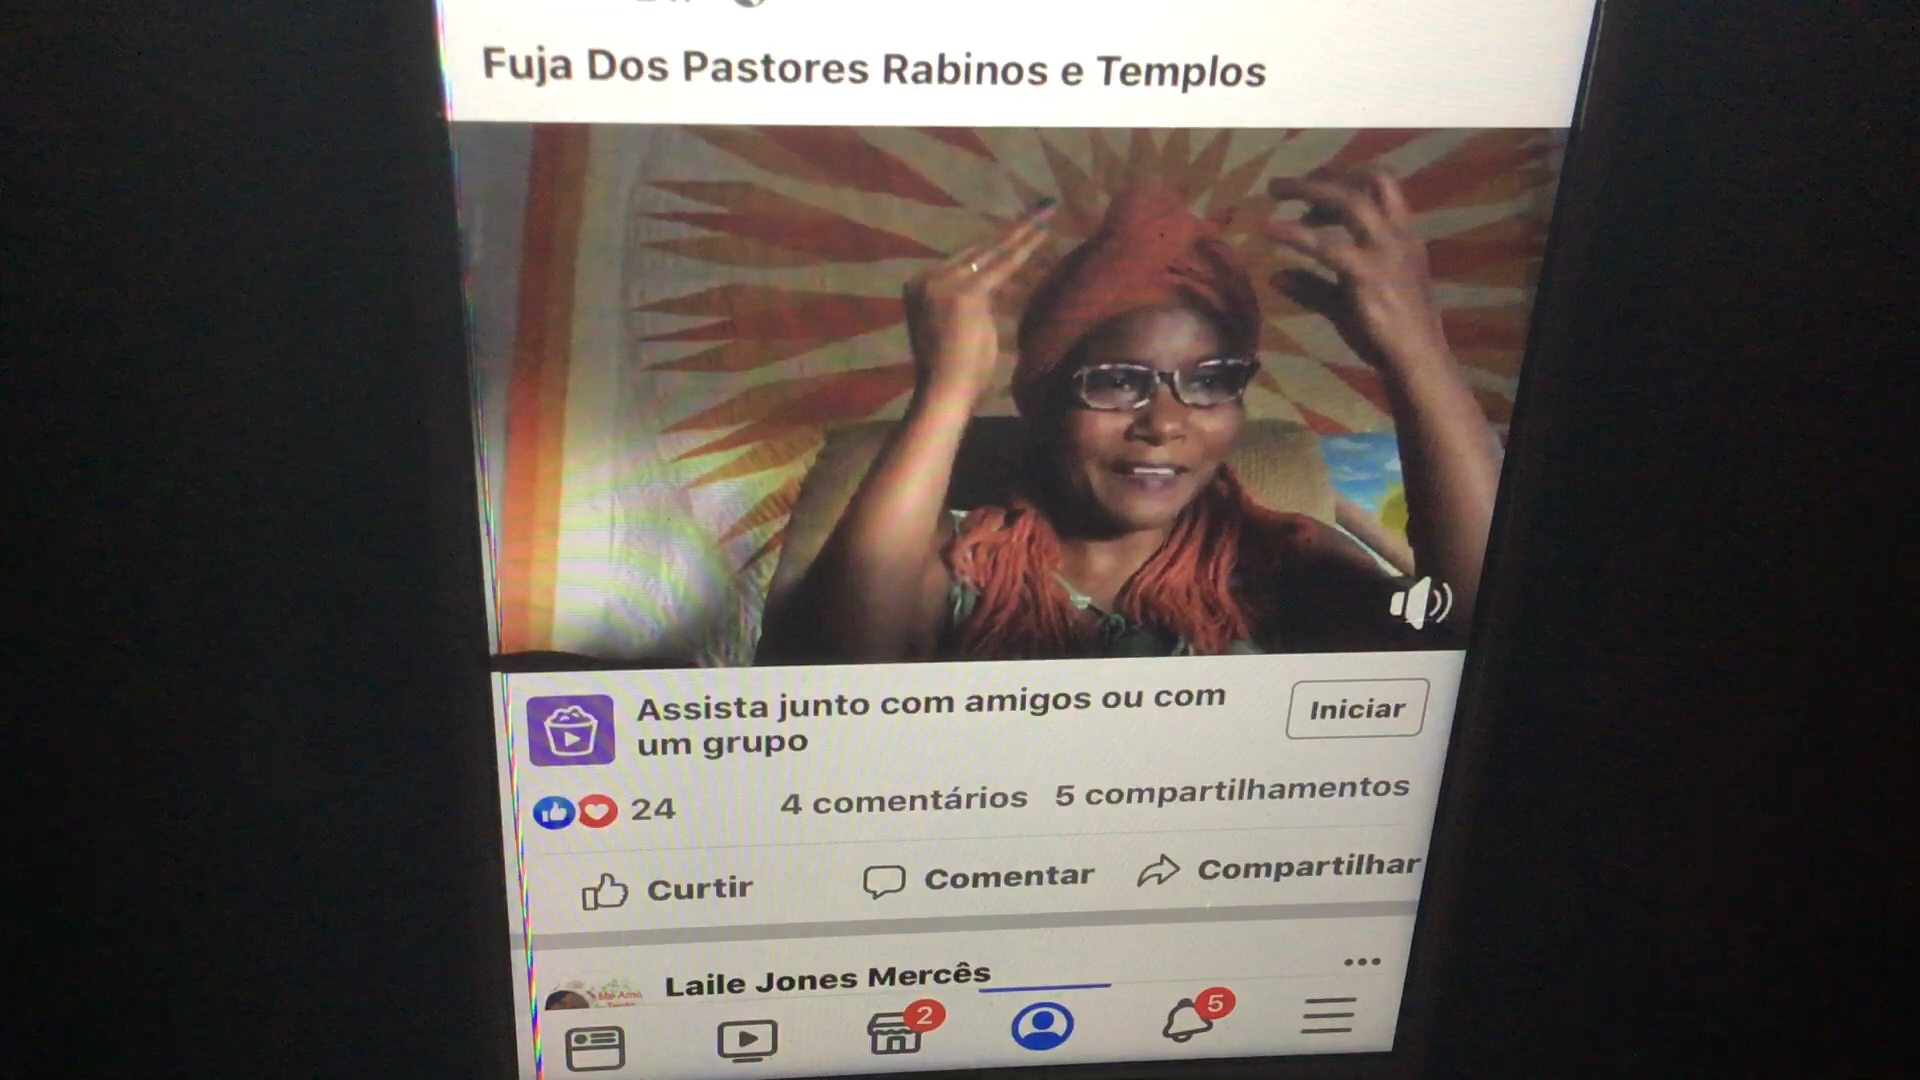 Fuja Dos Pastores Rabinos e Templos
Assista junto com amigos ou com
um grupo
Iniciar
24
4 comentários
5 compartilhamentos
Curtir
Comentar
Compartilhar
Laile Jones Mercês
2
5